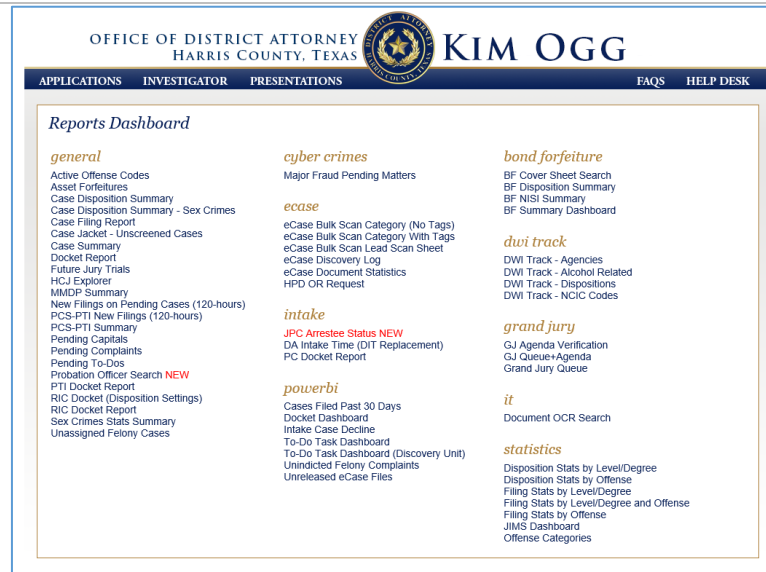 OFFICE OF DISTRICT ATTORNEY
HARRIS COUNTY, TEXAS
DISTRICT ATTORNEY
HARRIS COUNTY, TEXAS
KIM OGG
APPLICATIONS INVESTIGATOR PRESENTATIONS FAQS HELP DESK
Reports Dashboard
general
Active Offense Codes
Asset Forfeitures
Case Disposition Summary
Case Disposition Summary - Sex Crimes
Case Filing Report
Case Jacket - Unscreened Cases
Case Summary
Docket Report
Future Jury Trials
HCJ Explorer
MMDP Summary
New Filings on Pending Cases (120-hours)
PCS-PTI New Filings (120-hours)
PCS-PTI Summary
Pending Capitals
Pending Complaints
Pending To-Dos
Probation Officer Search NEW
PTI Docket Report
RIC Docket (Disposition Settings)
RIC Docket Report
Sex Crimes Stats Summary
Unassigned Felony Cases
cyber crimes
Major Fraud Pending Matters
ecase
eCase Bulk Scan Category (No Tags)
eCase Bulk Scan Category With Tags
eCase Bulk Scan Lead Scan Sheet
eCase Discovery Log
eCase Document Statistics
HPD OR Request
intake
JPC Arrestee Status NEW
DA Intake Time (DIT Replacement)
PC Docket Report
powerbi
Cases Filed Past 30 Days
Docket Dashboard
Intake Case Decline
To-Do Task Dashboard
To-Do Task Dashboard (Discovery Unit)
Unindicted Felony Complaints
Unreleased eCase Files
bond forfeiture
BF Cover Sheet Search
BF Disposition Summary
BF NISI Summary
BF Summary Dashboard
dwi track
DWI Track - Agencies
DWI Track - Alcohol Related
DWI Track - Dispositions
DWI Track - NCIC Codes
grand jury
GJ Agenda Verification
GJ Queue+Agenda
Grand Jury Queue
it
Document OCR Search
statistics
Disposition Stats by Level/Degree
Disposition Stats by Offense
Filing Stats by Level/Degree
Filing Stats by Level/Degree and Offense
Filing Stats by Offense
JIMS Dashboard
Offense Categories